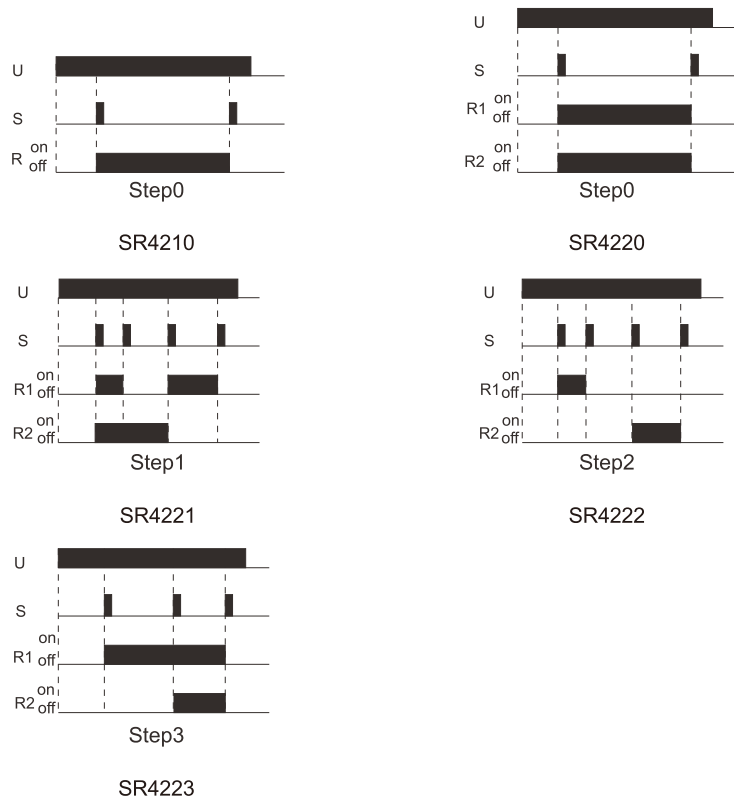 U
S
R on
off
Step0
SR4210
U
S
R1 on
off
R2 on
off
Step0
SR4220
U
S
R1 on
off
R2 on
off
Step1
SR4221
U
S
R1 on
off
R2 on
off
Step2
SR4222
U
S
R1 on
off
R2 on
off
Step3
SR4223